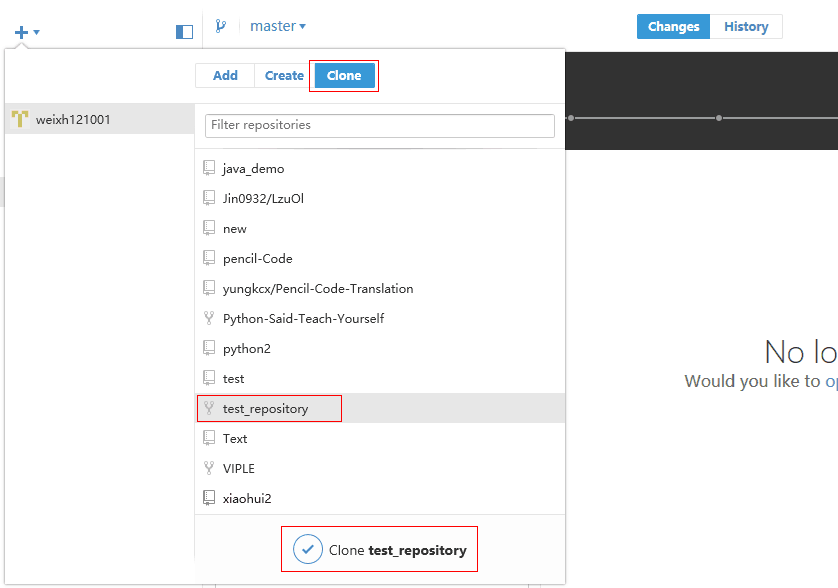 master
Changes
History
Add
Create
Clone
weixh121001
Filter repositories
java_demo
Jin0932/LzuOl
new
pencil-Code
yungkcx/Pencil-Code-Translation
Python-Said-Teach-Yourself
python2
test
test_repository
Text
VIPLE
xiaohui2
No lo
Would you like to op
Clone test_repository